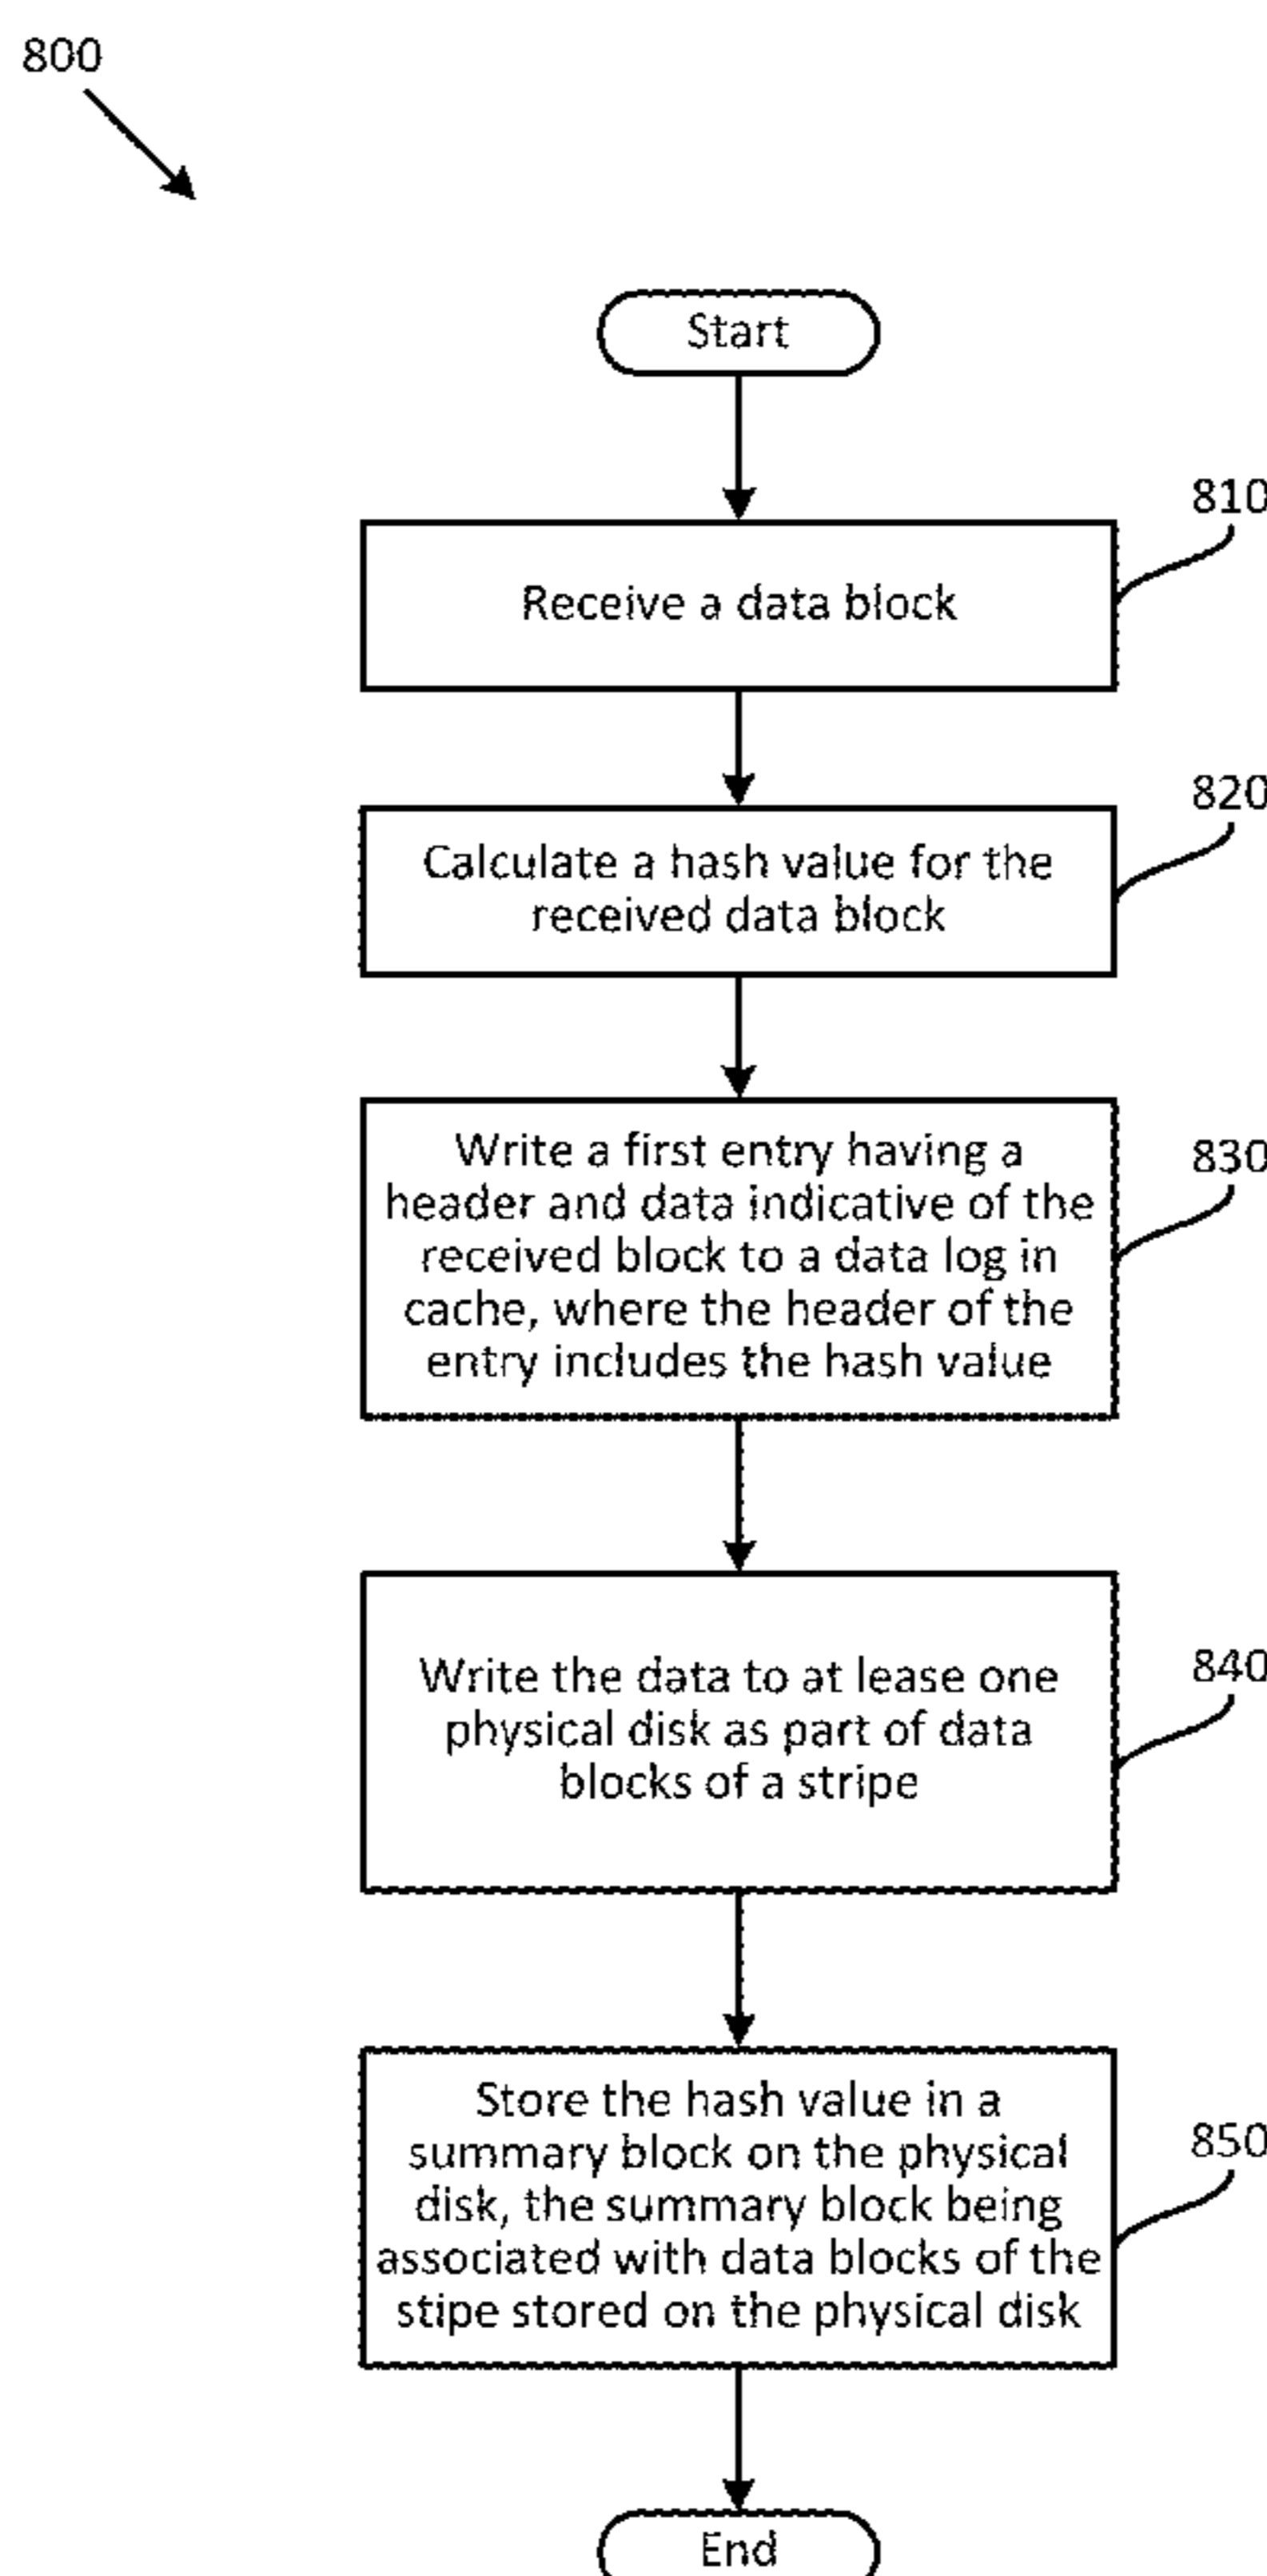 800
Start
810
Receive a data block
820
Calculate a hash value for the
received data block
830
Write a first entry having a
header and data indicative of the
received block to a data log in
cache, where the header of the
entry includes the hash value
840
Write the data to at lease one
physical disk as part of data
blocks of a stripe
850
Store the hash value in a
summary block on the physical
disk, the summary block being
associated with data blocks of the
stipe stored on the physical disk
End